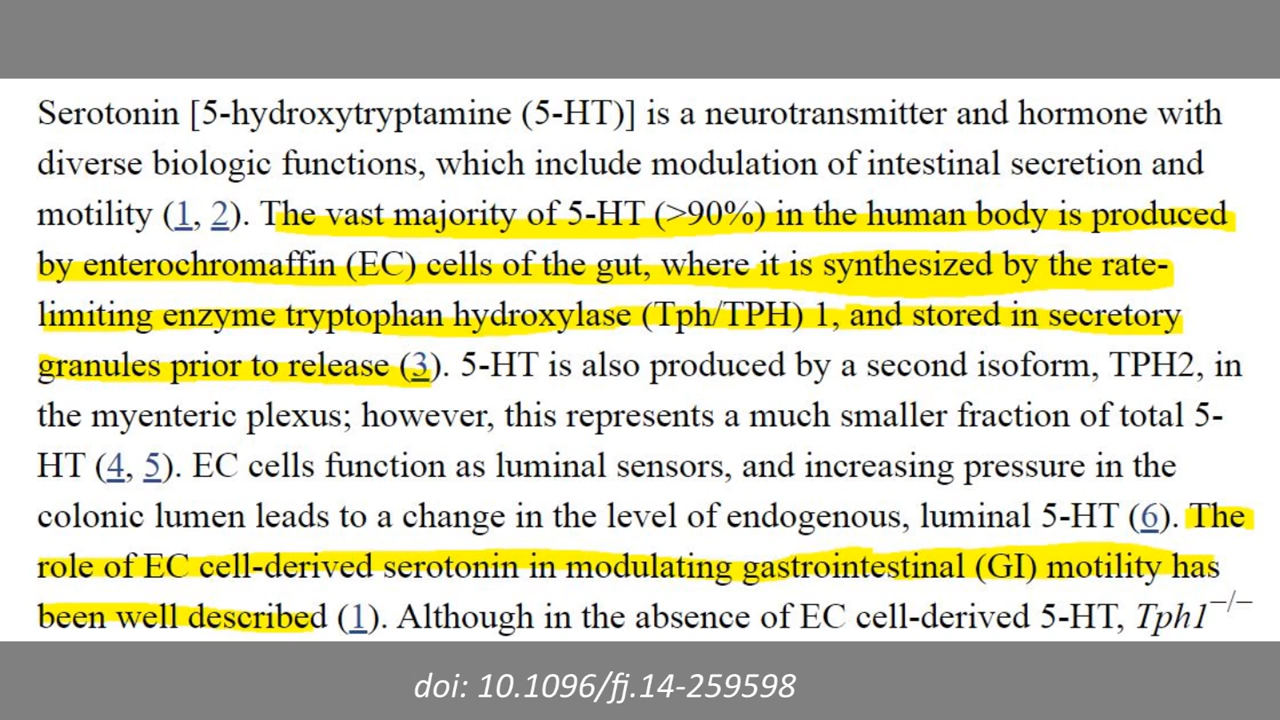 Serotonin [5-hydroxytryptamine (5-HT)] is a neurotransmitter and hormone with
diverse biologic functions, which include modulation of intestinal secretion and
motility (1, 2). The vast majority of 5-HT (>90%) in the human body is produced
by enterochromaffin (EC) cells of the gut, where it is synthesized by the rate-
limiting enzyme tryptophan hydroxylase (Tph/TPH) 1, and stored in secretory
granules prior to release (3). 5-HT is also produced by a second isoform, TPH2, in
the myenteric plexus; however, this represents a much smaller fraction of total 5-
HT (4, 5). EC cells function as luminal sensors, and increasing pressure in the
colonic lumen leads to a change in the level of endogenous, luminal 5-HT (6). The
role of EC cell-derived serotonin in modulating gastrointestinal (GI) motility has
been well described (1). Although in the absence of EC cell-derived 5-HT, Tph1−/−
doi: 10.1096/fj.14-259598